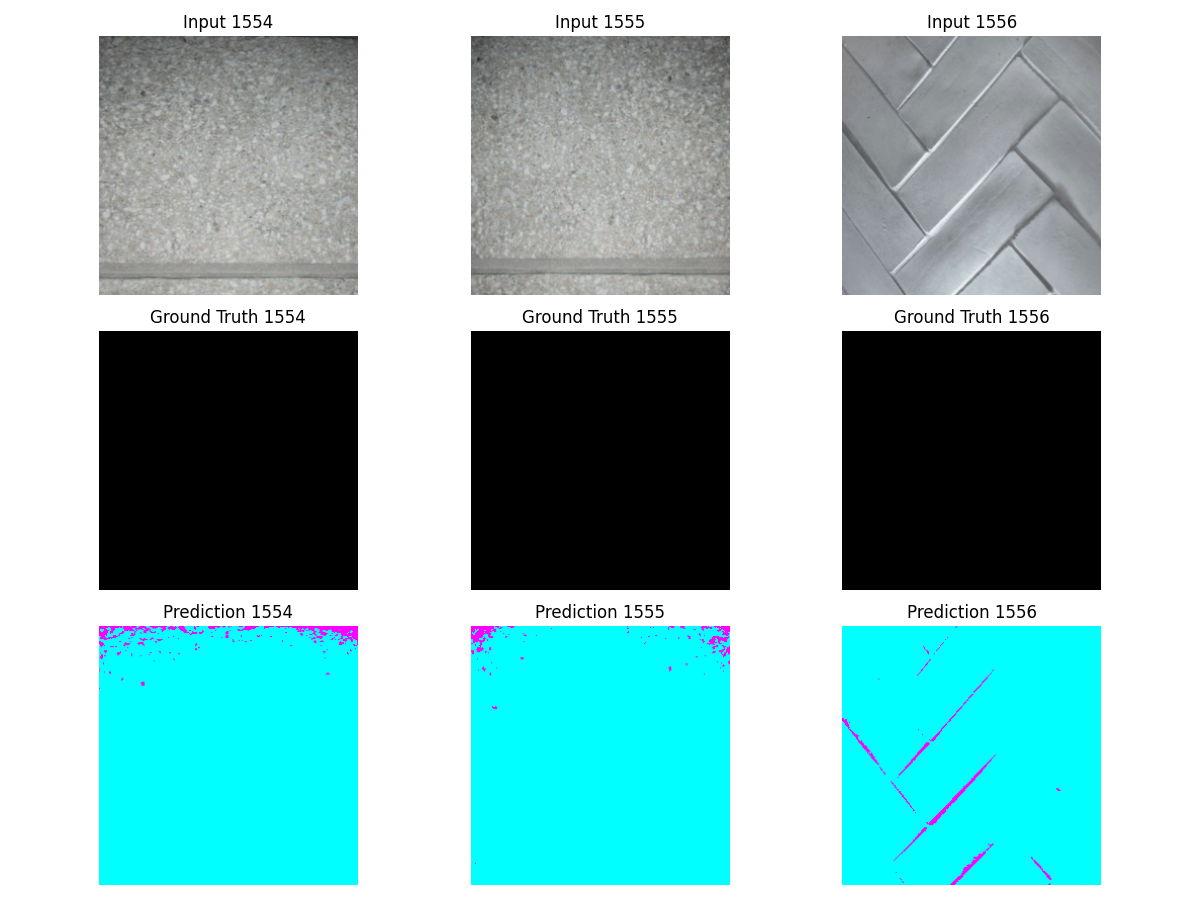 Input 1554
Input 1555
Input 1556
Ground Truth 1554
Ground Truth 1555
Ground Truth 1556
Prediction 1554
Prediction 1555
Prediction 1556